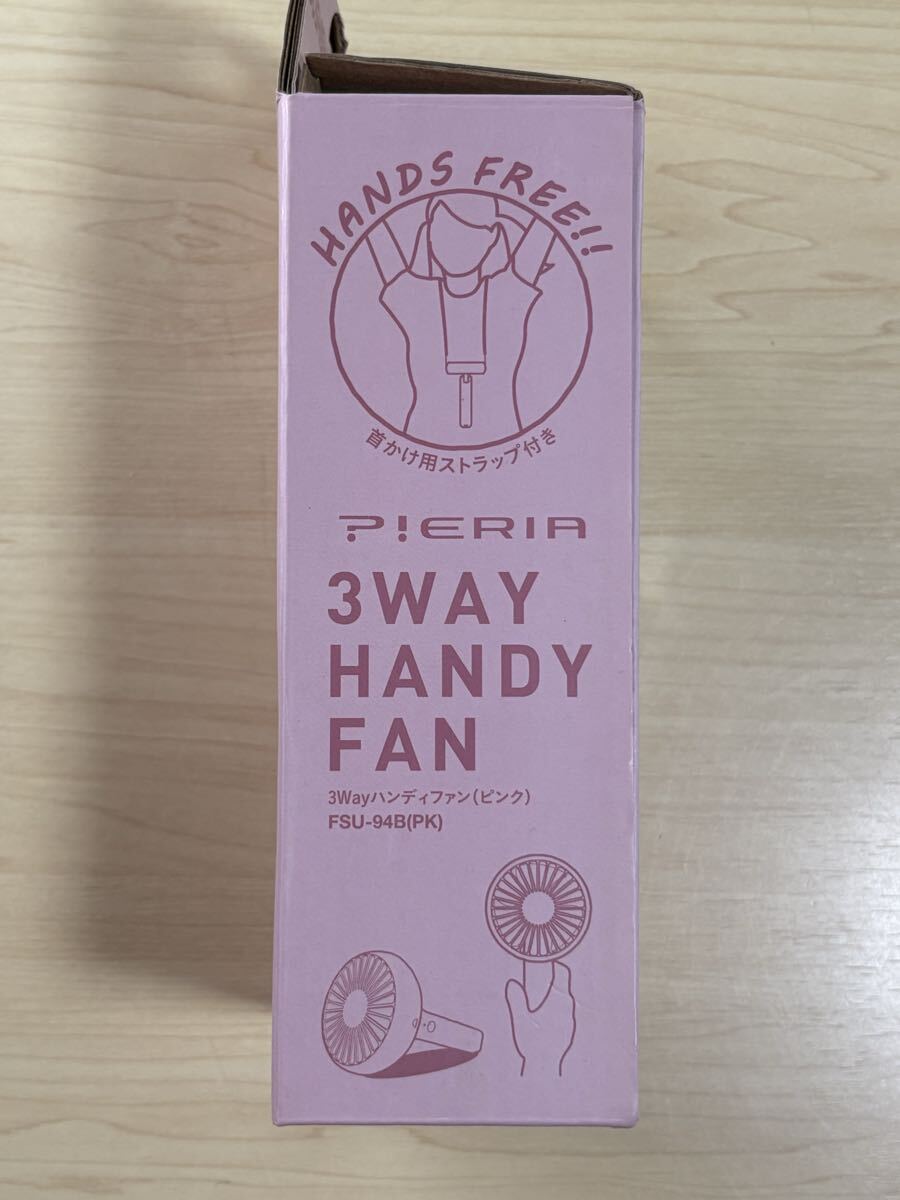 HANDS FREE!!
首かけ用ストラップ付き
PIERIA
3WAY
HANDY
FAN
3Wayハンディファン(ピンク)
FSU-94B(PK)